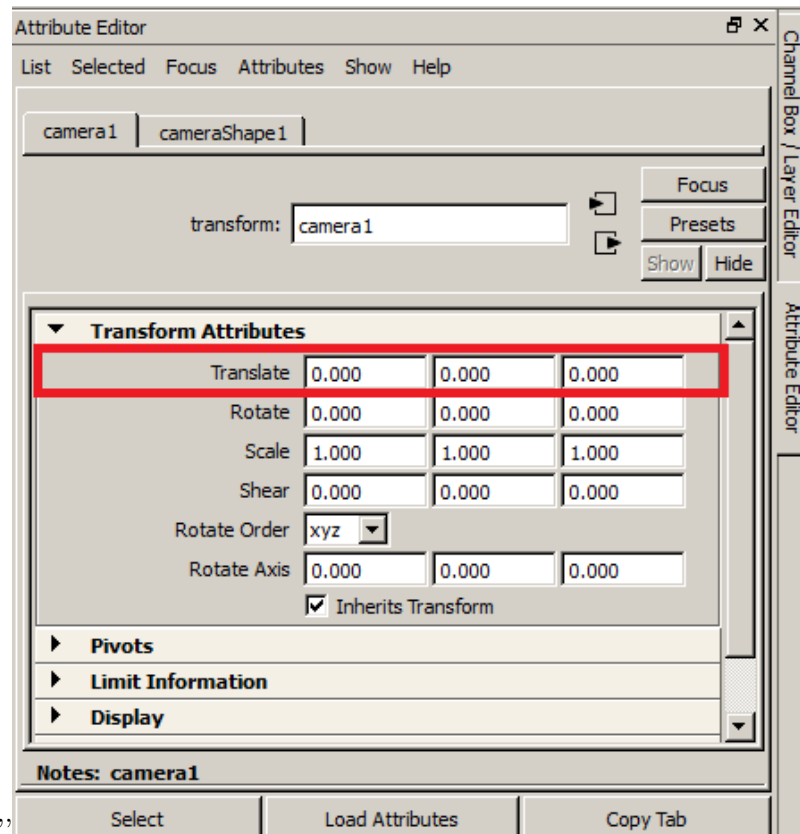 Attribute Editor
List Selected Focus Attributes Show Help
camera1 cameraShape1
Focus
transform: camera1
Presets
Show Hide
Transform Attributes
Translate 0.000 0.000 0.000
Rotate 0.000 0.000 0.000
Scale 1.000 1.000 1.000
Shear 0.000 0.000 0.000
Rotate Order xyz
Rotate Axis 0.000 0.000 0.000
Inherits Transform
Pivots
Limit Information
Display
Notes: camera1
,, Select Load Attributes Copy Tab
Channel Box / Layer Editor
Attribute Editor